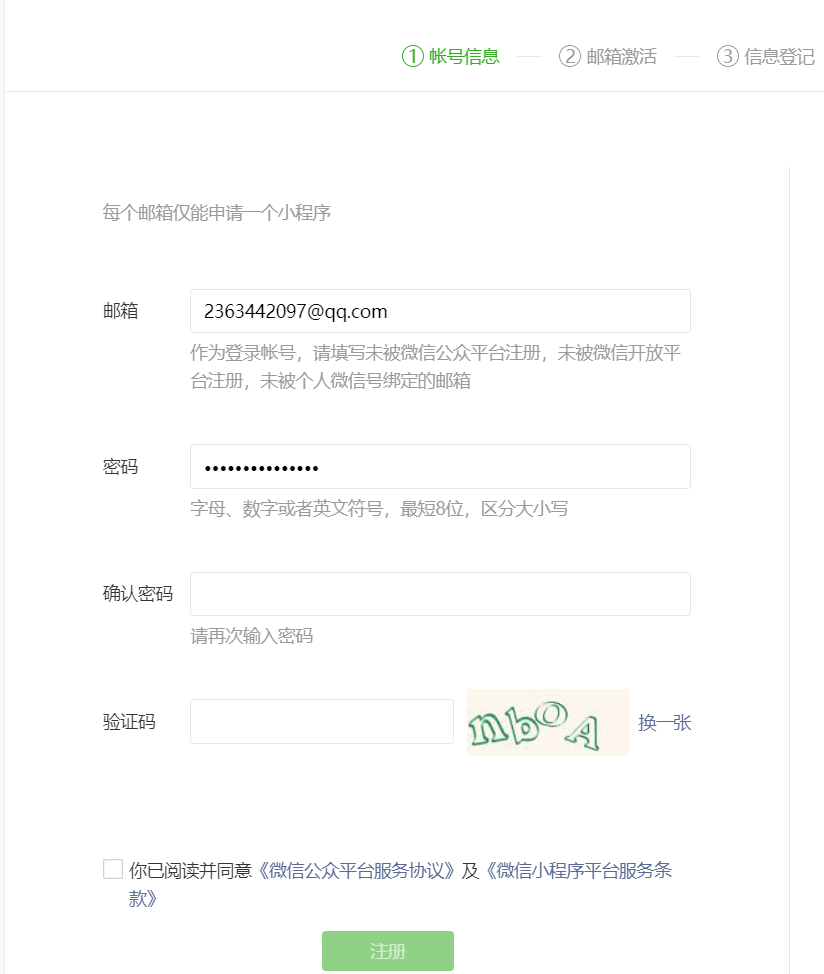 ① 帐号信息 ② 邮箱激活 ③ 信息登记
每个邮箱仅能申请一个小程序
邮箱 2363442097@qq.com
作为登录帐号，请填写未被微信公众平台注册，未被微信开放平
台注册，未被个人微信号绑定的邮箱
密码 •••••••••••••••
字母、数字或者英文符号，最短8位，区分大小写
确认密码
请再次输入密码
验证码 nboA 换一张
你已阅读并同意《微信公众平台服务协议》及《微信小程序平台服务条
款》
注册